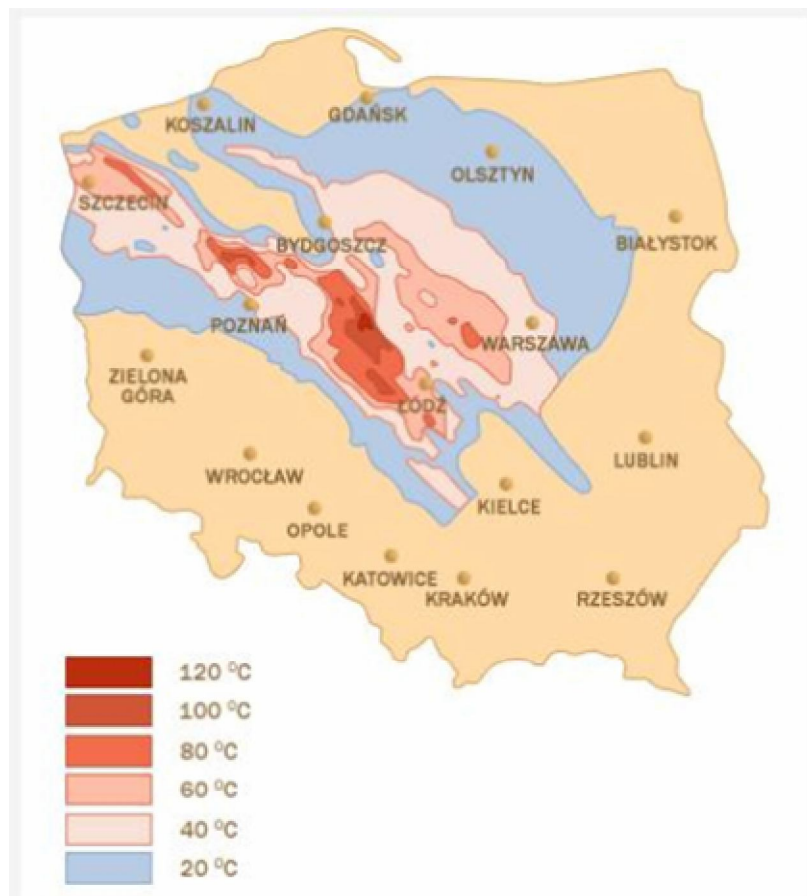 KOSZALIN
GDAŃSK
OLSZTYN
SZCZECIN
BIAŁYSTOK
BYDGOSZCZ
POZNAŃ
WARSZAWA
ZIELONA
GÓRA
ŁÓDŹ
WROCŁAW
LUBLIN
KIELCE
OPOLE
KATOWICE
KRAKÓW
RZESZÓW
120 °C
100 °C
80 °C
60 °C
40 °C
20 °C